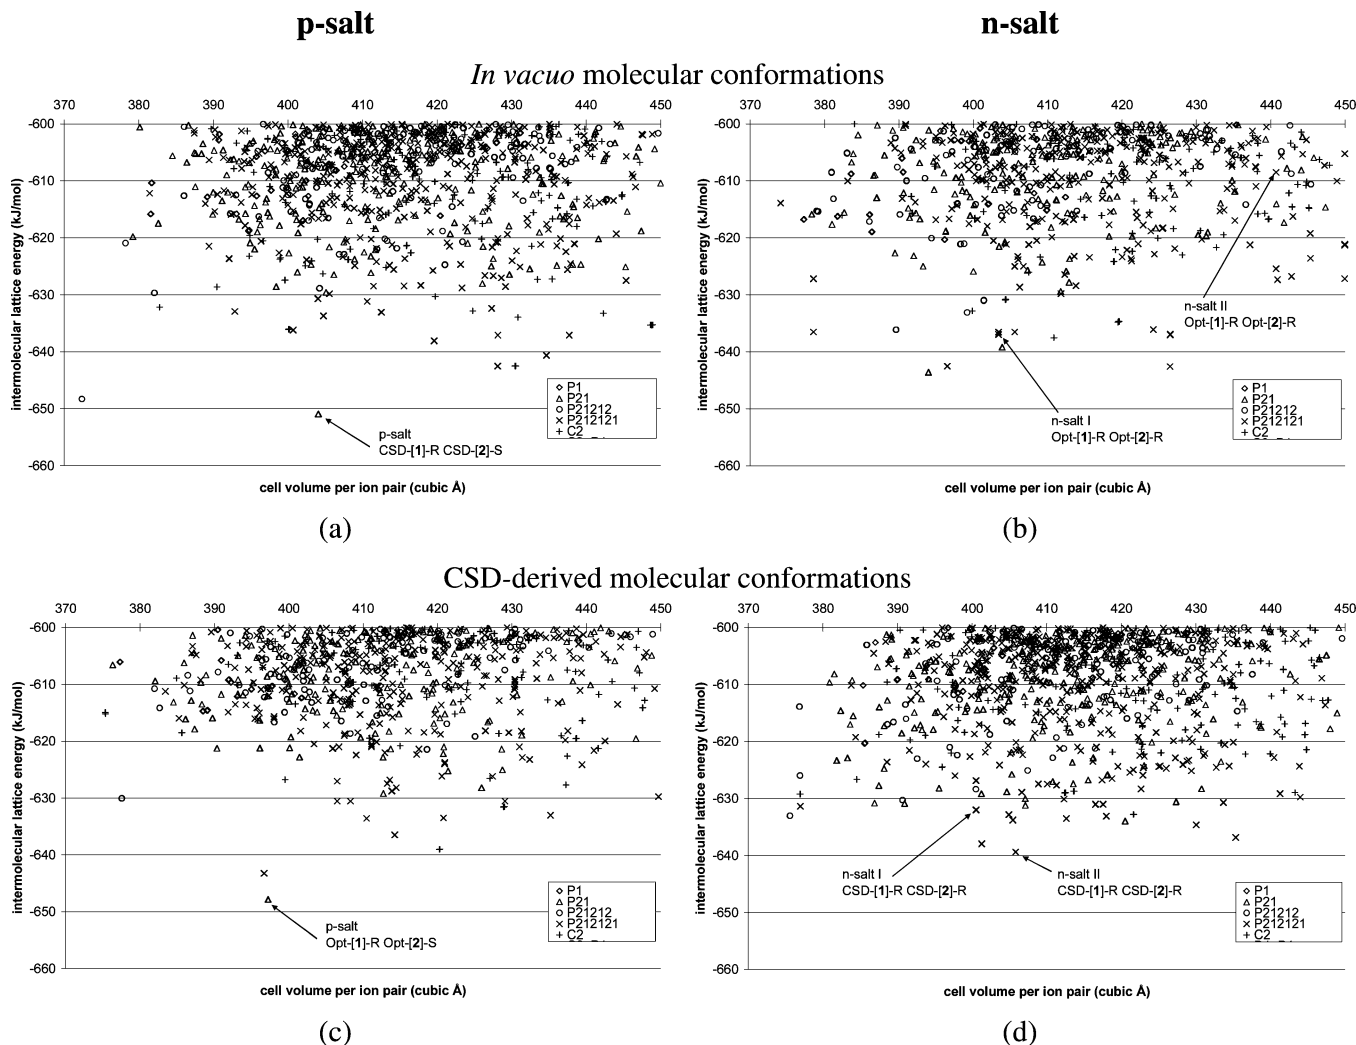 p-salt n-salt
In vacuo molecular conformations
370 380 390 400 410 420 430 440 450
-600
-610
-620
-630
-640
-650
-660
intermolecular lattice energy (kJ/mol)
P1
P21
P21212
P212121
C2
p-salt
CSD-[1]-R CSD-[2]-S
cell volume per ion pair (cubic Å)
(a)
370 380 390 400 410 420 430 440 450
-600
-610
-620
-630
-640
-650
-660
intermolecular lattice energy (kJ/mol)
n-salt II
Opt-[1]-R Opt-[2]-R
n-salt I
Opt-[1]-R Opt-[2]-R
P1
P21
P21212
P212121
C2
cell volume per ion pair (cubic Å)
(b)
CSD-derived molecular conformations
370 380 390 400 410 420 430 440 450
-600
-610
-620
-630
-640
-650
-660
intermolecular lattice energy (kJ/mol)
P1
P21
P21212
P212121
C2
p-salt
Opt-[1]-R Opt-[2]-S
cell volume per ion pair (cubic Å)
(c)
370 380 390 400 410 420 430 440 450
-600
-610
-620
-630
-640
-650
-660
intermolecular lattice energy (kJ/mol)
n-salt I
CSD-[1]-R CSD-[2]-R
n-salt II
CSD-[1]-R CSD-[2]-R
P1
P21
P21212
P212121
C2
cell volume per ion pair (cubic Å)
(d)